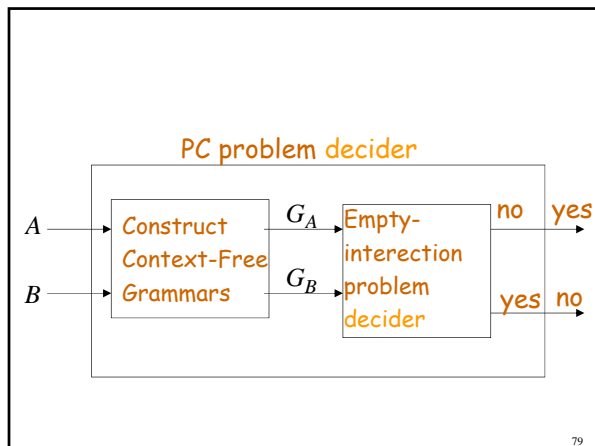 PC problem decider
A
B
Construct
Context-Free
Grammars
G_A
G_B
Empty-
interection
problem
decider
no yes
yes no
79